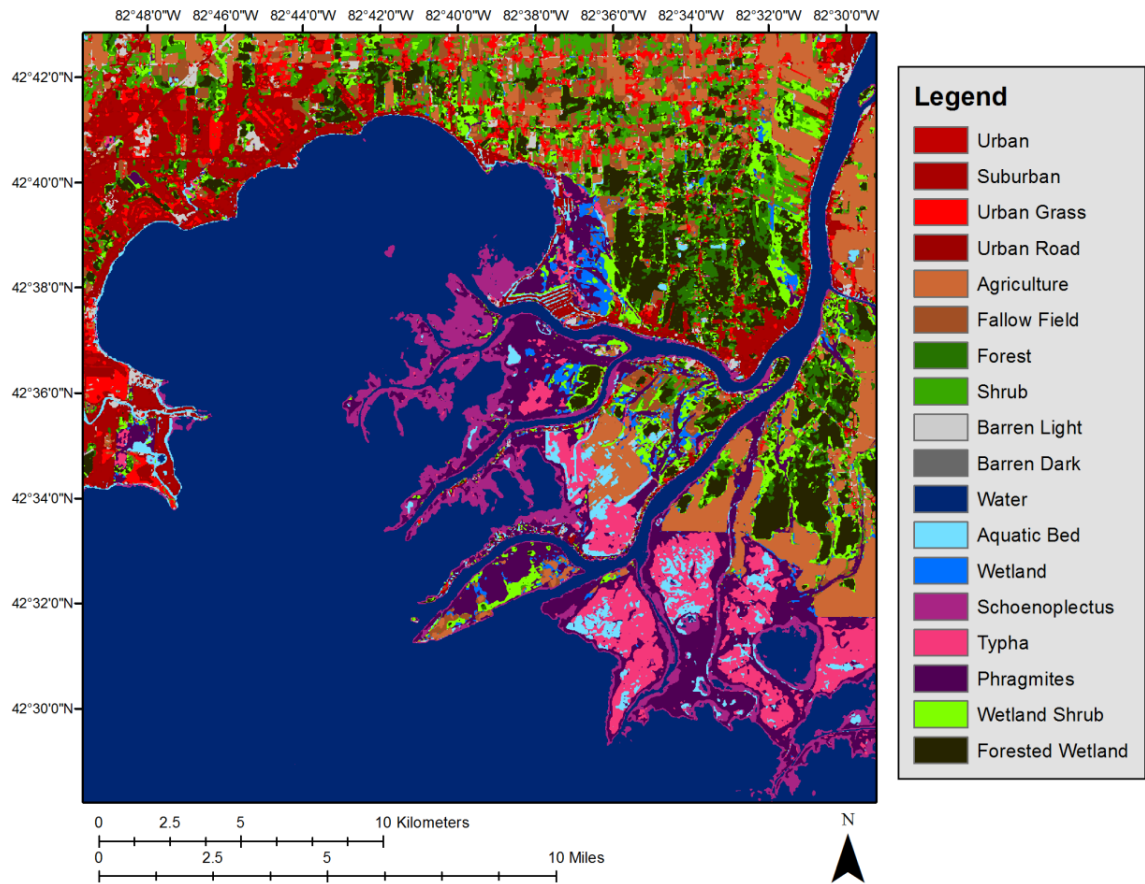 82°48'0"W 82°46'0"W 82°44'0"W 82°42'0"W 82°40'0"W 82°38'0"W 82°36'0"W 82°34'0"W 82°33'0"W 82°32'0"W 82°30'0"W
42°42'0"N
42°40'0"N
42°38'0"N
42°36'0"N
42°34'0"N
42°32'0"N
42°30'0"N
Legend
Urban
Suburban
Urban Grass
Urban Road
Agriculture
Fallow Field
Forest
Shrub
Barren Light
Barren Dark
Water
Aquatic Bed
Wetland
Schoenoplectus
Typha
Phragmites
Wetland Shrub
Forested Wetland
0 2.5 5 10 Kilometers
0 2.5 5 10 Miles
N